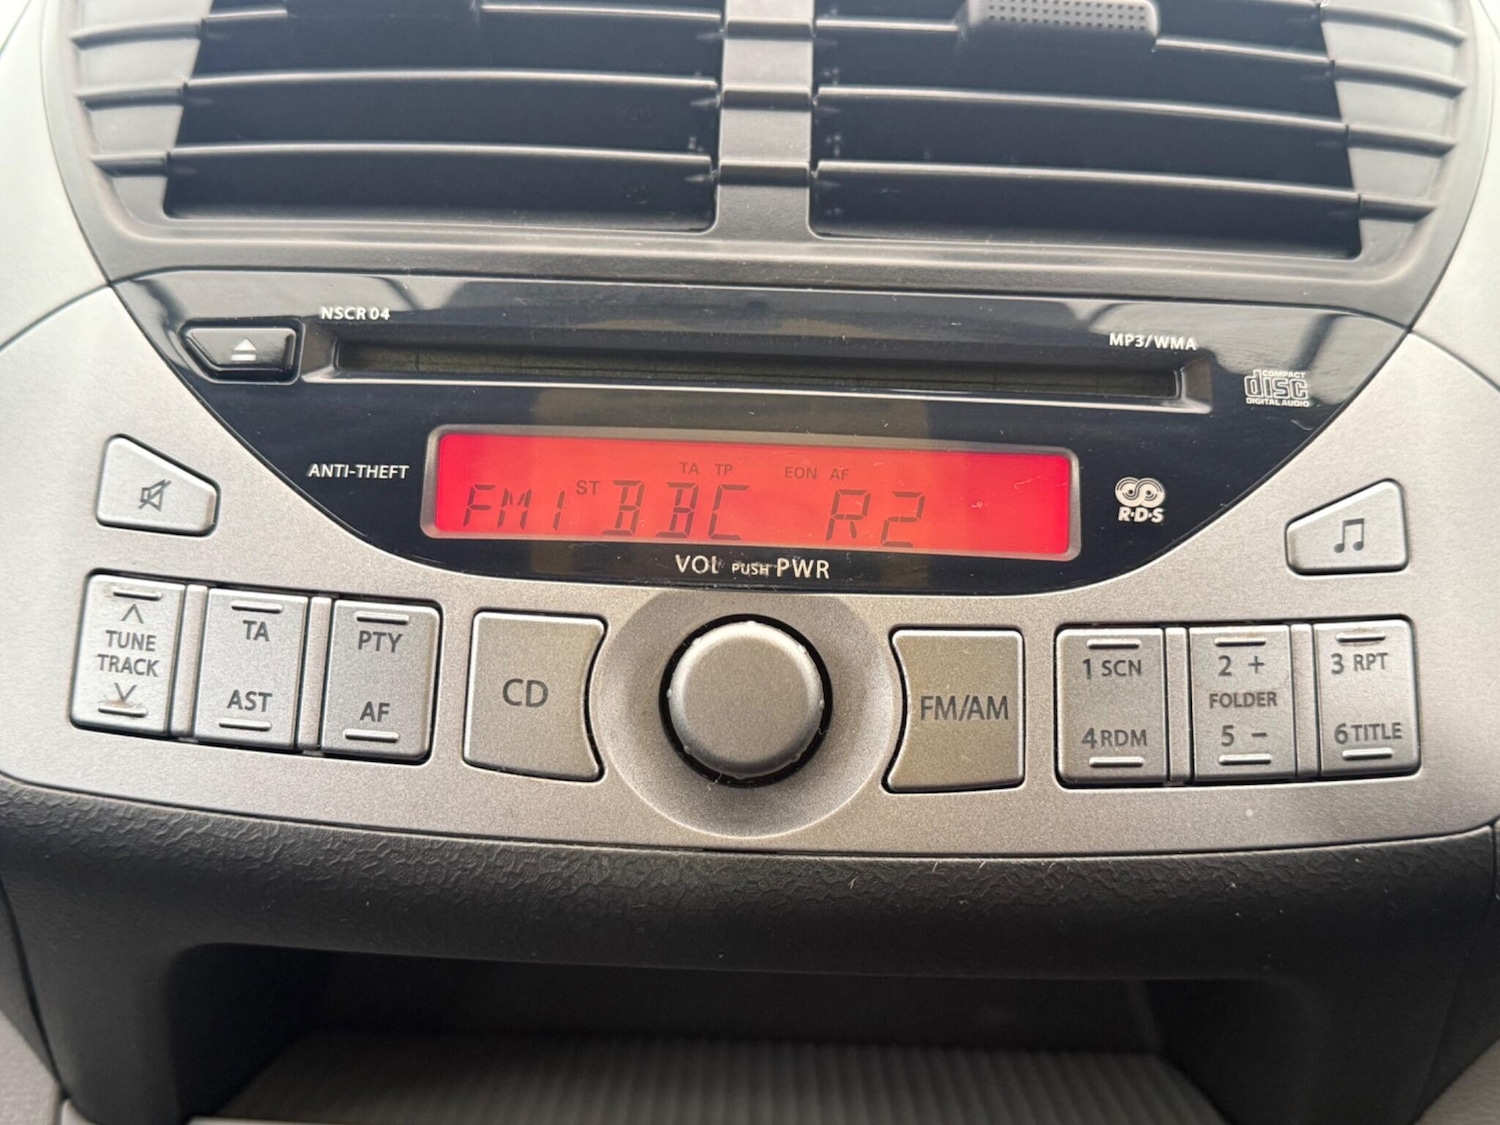 NSCR04
MP3/WMA
COMPACT
disc
DIGITAL AUDIO
ANTI-THEFT
TA TP EON AF
FM1 ST BBC R2
R·D·S
VOL PUSH PWR
TUNE
TRACK
TA
AST
PTY
AF
CD
FM/AM
1 SCN
4 RDM
2 +
FOLDER
5 -
3 RPT
6 TITLE